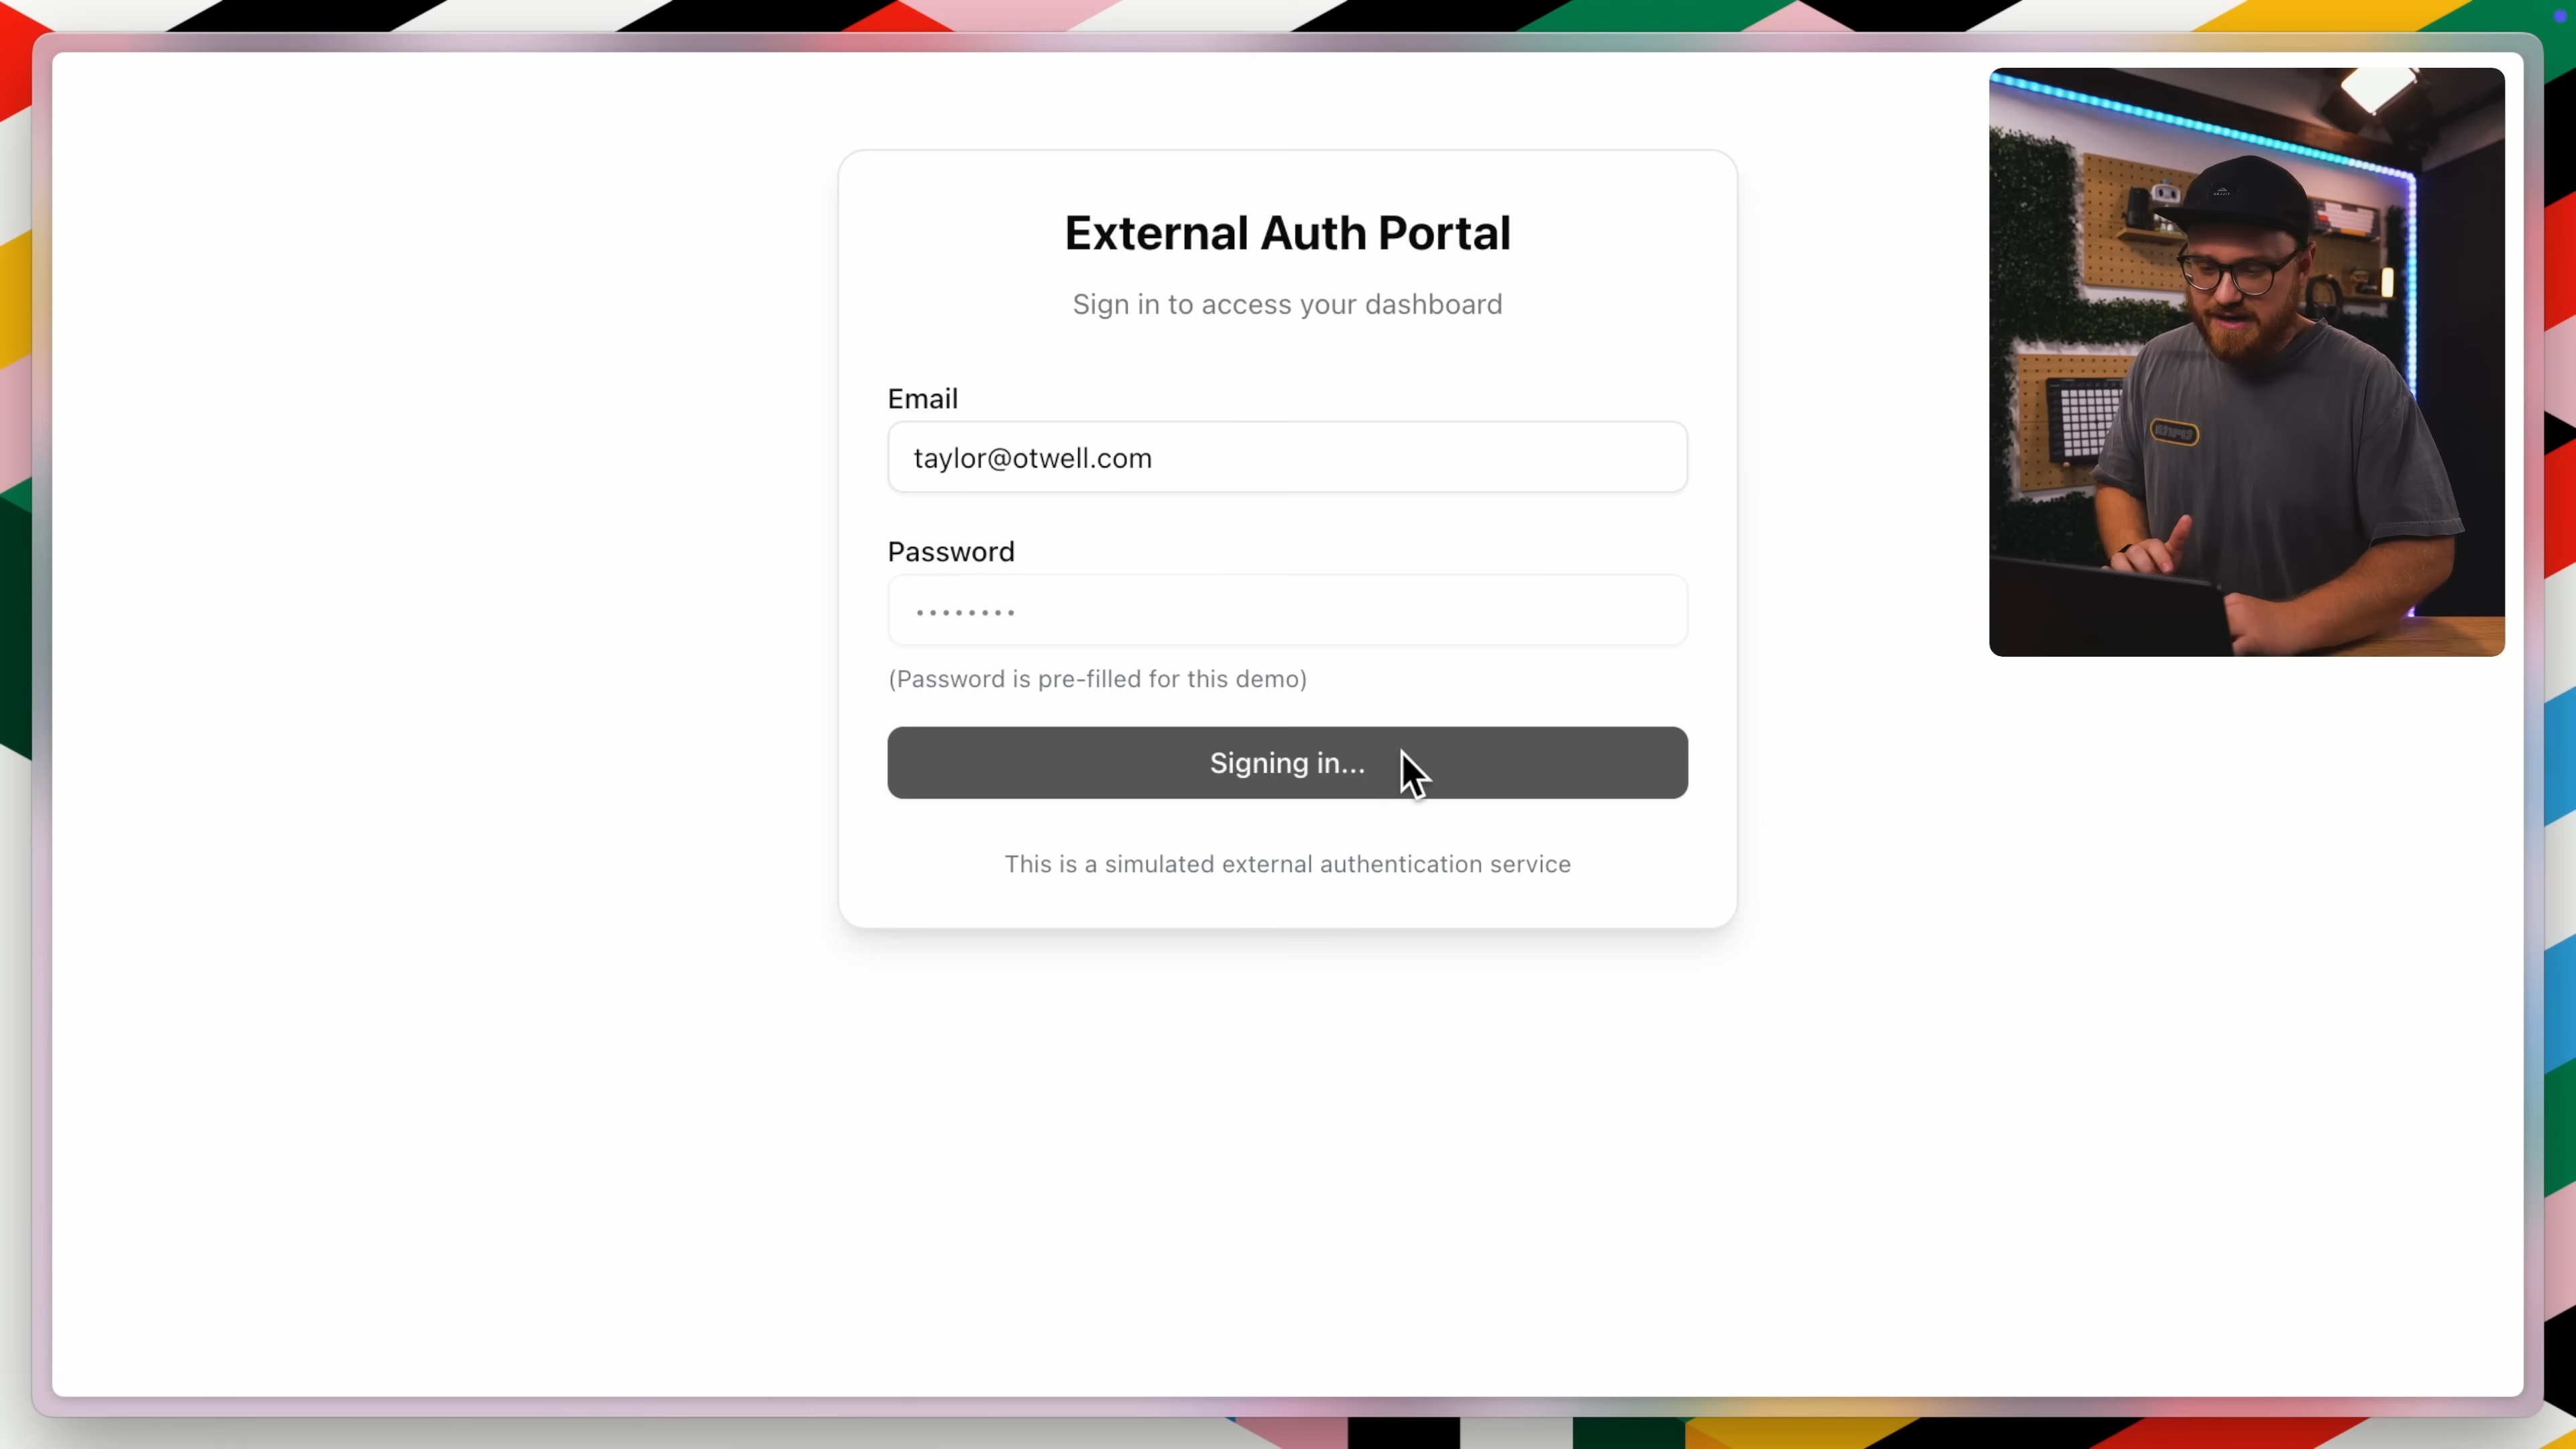 External Auth Portal
Sign in to access your dashboard
Email
taylor@otwell.com
Password
(Password is pre-filled for this demo)
Signing in...
This is a simulated external authentication service